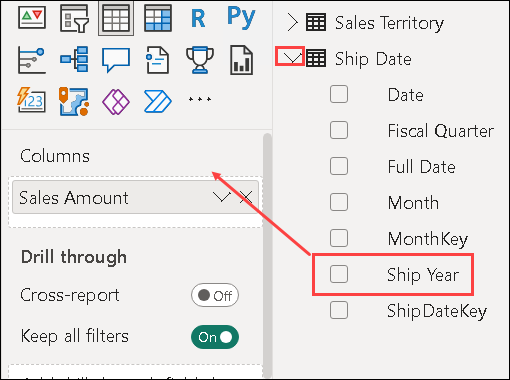 R Py
123
...
Columns
Sales Amount
Drill through
Cross-report
Off
Keep all filters
On
Sales Territory
Ship Date
Date
Fiscal Quarter
Full Date
Month
MonthKey
Ship Year
ShipDateKey